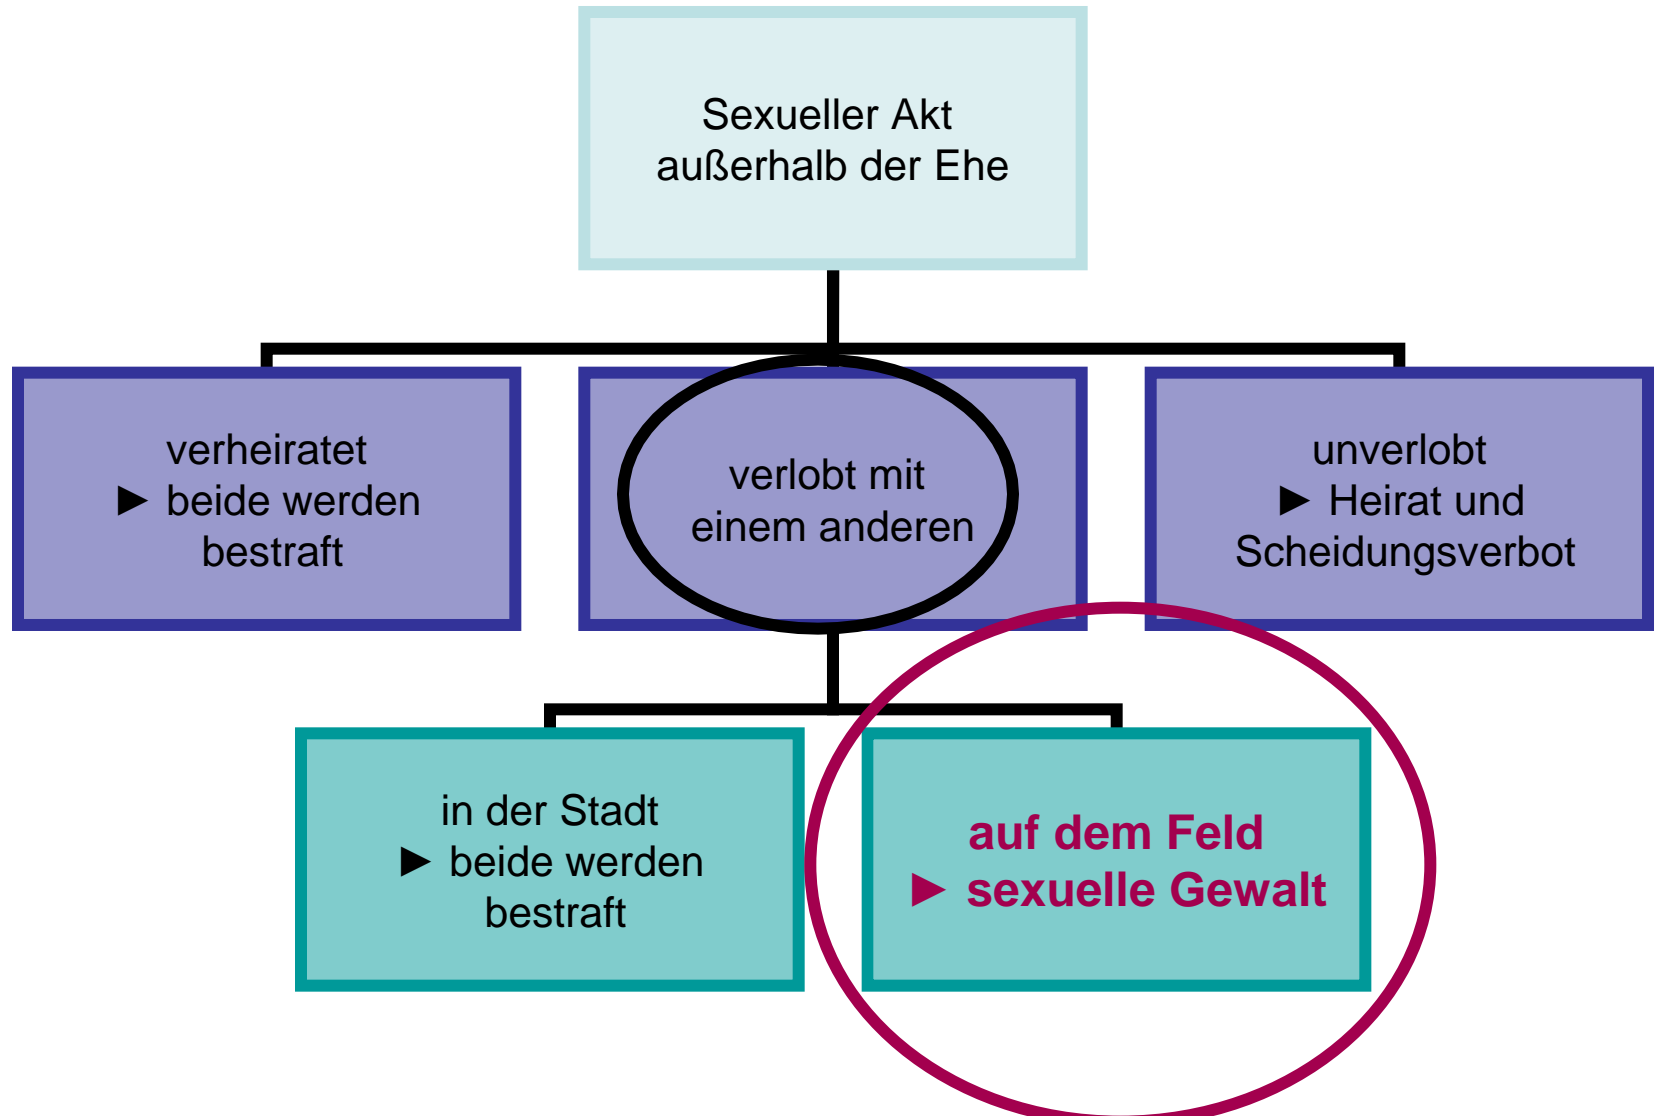 Sexueller Akt
außerhalb der Ehe
verheiratet
► beide werden
bestraft
verlobt mit
einem anderen
unverlobt
► Heirat und
Scheidungsverbot
in der Stadt
► beide werden
bestraft
auf dem Feld
► sexuelle Gewalt